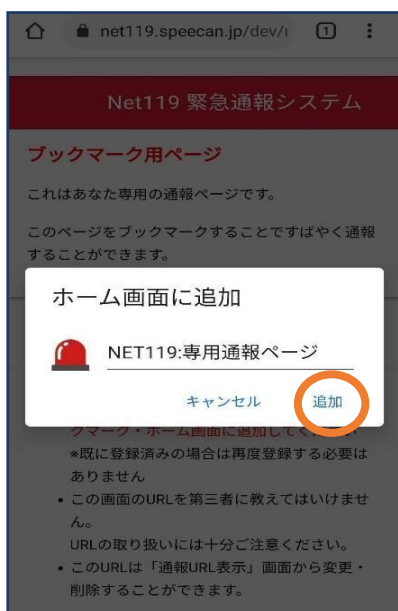 net119.speecan.jp/dev/
1
Net119 緊急通報システム
ブックマーク用ページ
これはあなた専用の通報ページです。
このページをブックマークすることですばやく通報
することができます。
ホーム画面に追加
NET119:専用通報ページ
キャンセル 追加
クマーク・ホーム画面に追加してください
※既に登録済みの場合は再度登録する必要は
ありません
• この画面のURLを第三者に教えてはいけませ
ん。
URLの取り扱いには十分ご注意ください。
• このURLは「通報URL表示」画面から変更・
削除することができます。